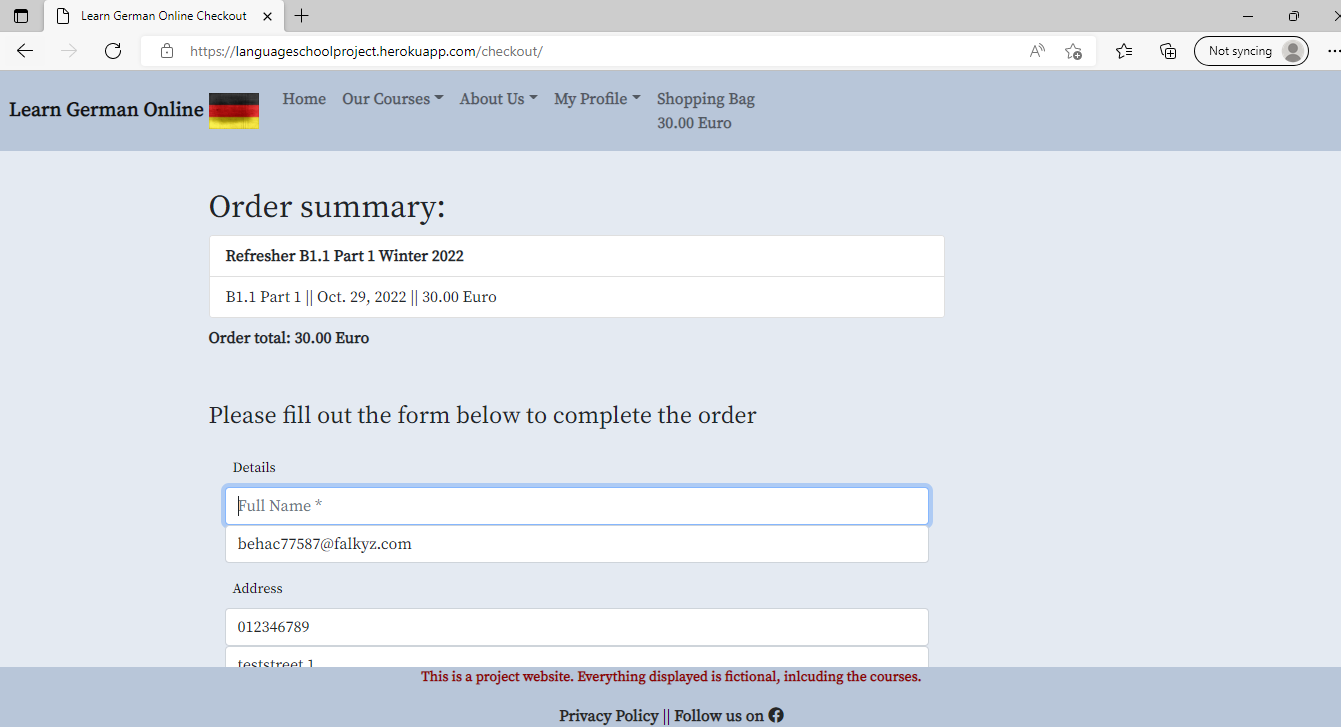 Learn German Online Checkout
https://languageschoolproject.herokuapp.com/checkout/
Not syncing
Learn German Online
Home
Our Courses
About Us
My Profile
Shopping Bag
30.00 Euro
Order summary:
Refresher B1.1 Part 1 Winter 2022
B1.1 Part 1 || Oct. 29, 2022 || 30.00 Euro
Order total: 30.00 Euro
Please fill out the form below to complete the order
Details
Full Name *
behac77587@falkyz.com
Address
012346789
teststreet 1
This is a project website. Everything displayed is fictional, inlcuding the courses.
Privacy Policy || Follow us on